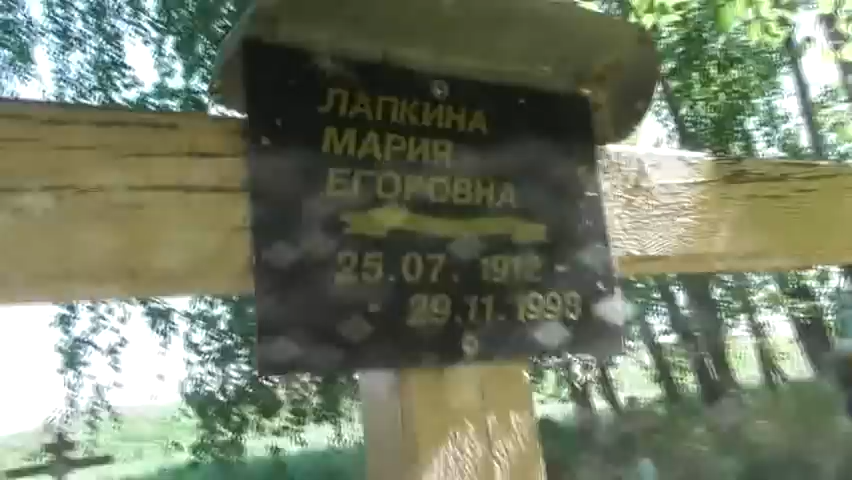 ЛАПКИНА
МАРИЯ
ЕГОРОВНА
25.07.1912 -
- 29.11.1993